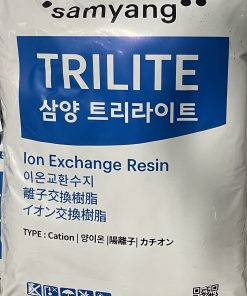 samyang
TRILITE
삼양 트리라이트
Ion Exchange Resin
이온교환수지
離子交換樹脂
イオン交換樹脂
TYPE : Cation | 양이온 |陽離子| カチオン